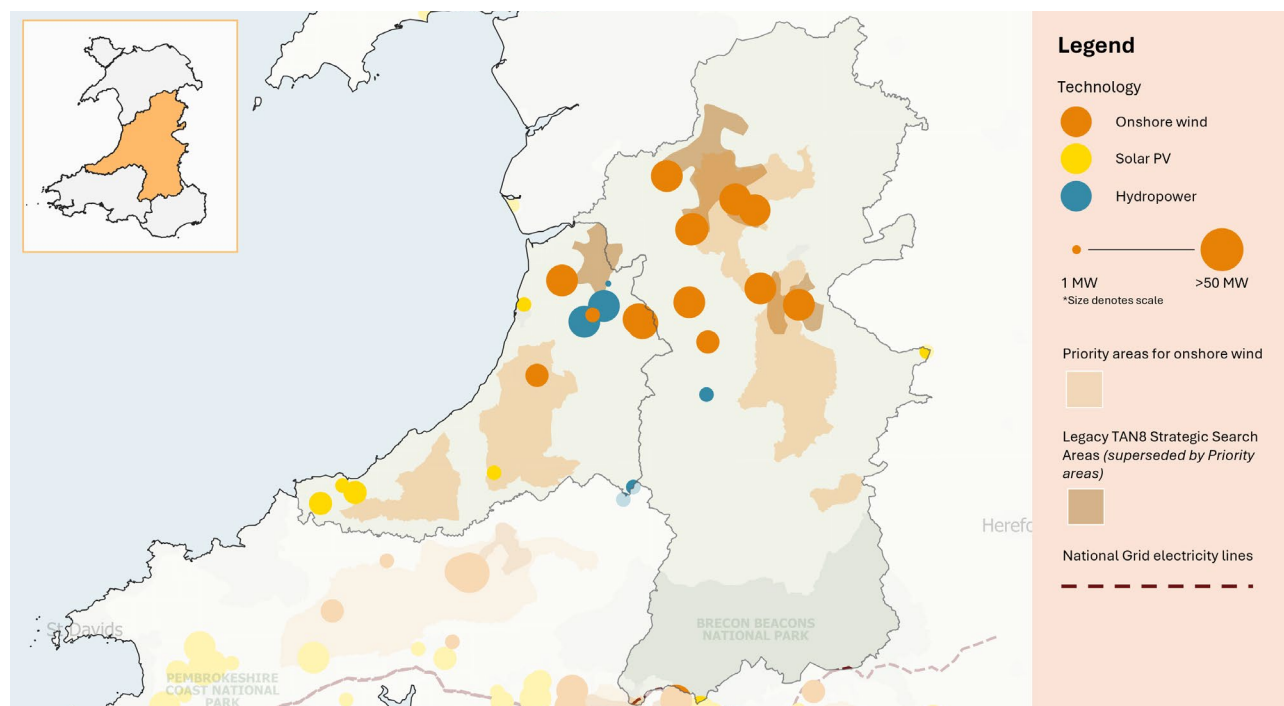 Legend
Technology
Onshore wind
Solar PV
Hydropower
1 MW
>50 MW
*Size denotes scale
Priority areas for onshore wind
Legacy TAN8 Strategic Search
Areas (superseded by Priority
areas)
National Grid electricity lines
Herefo
St Davids
BRECON BEACONS
NATIONAL PARK
PEMBROKESHIRE
COAST NATIONAL
PARK